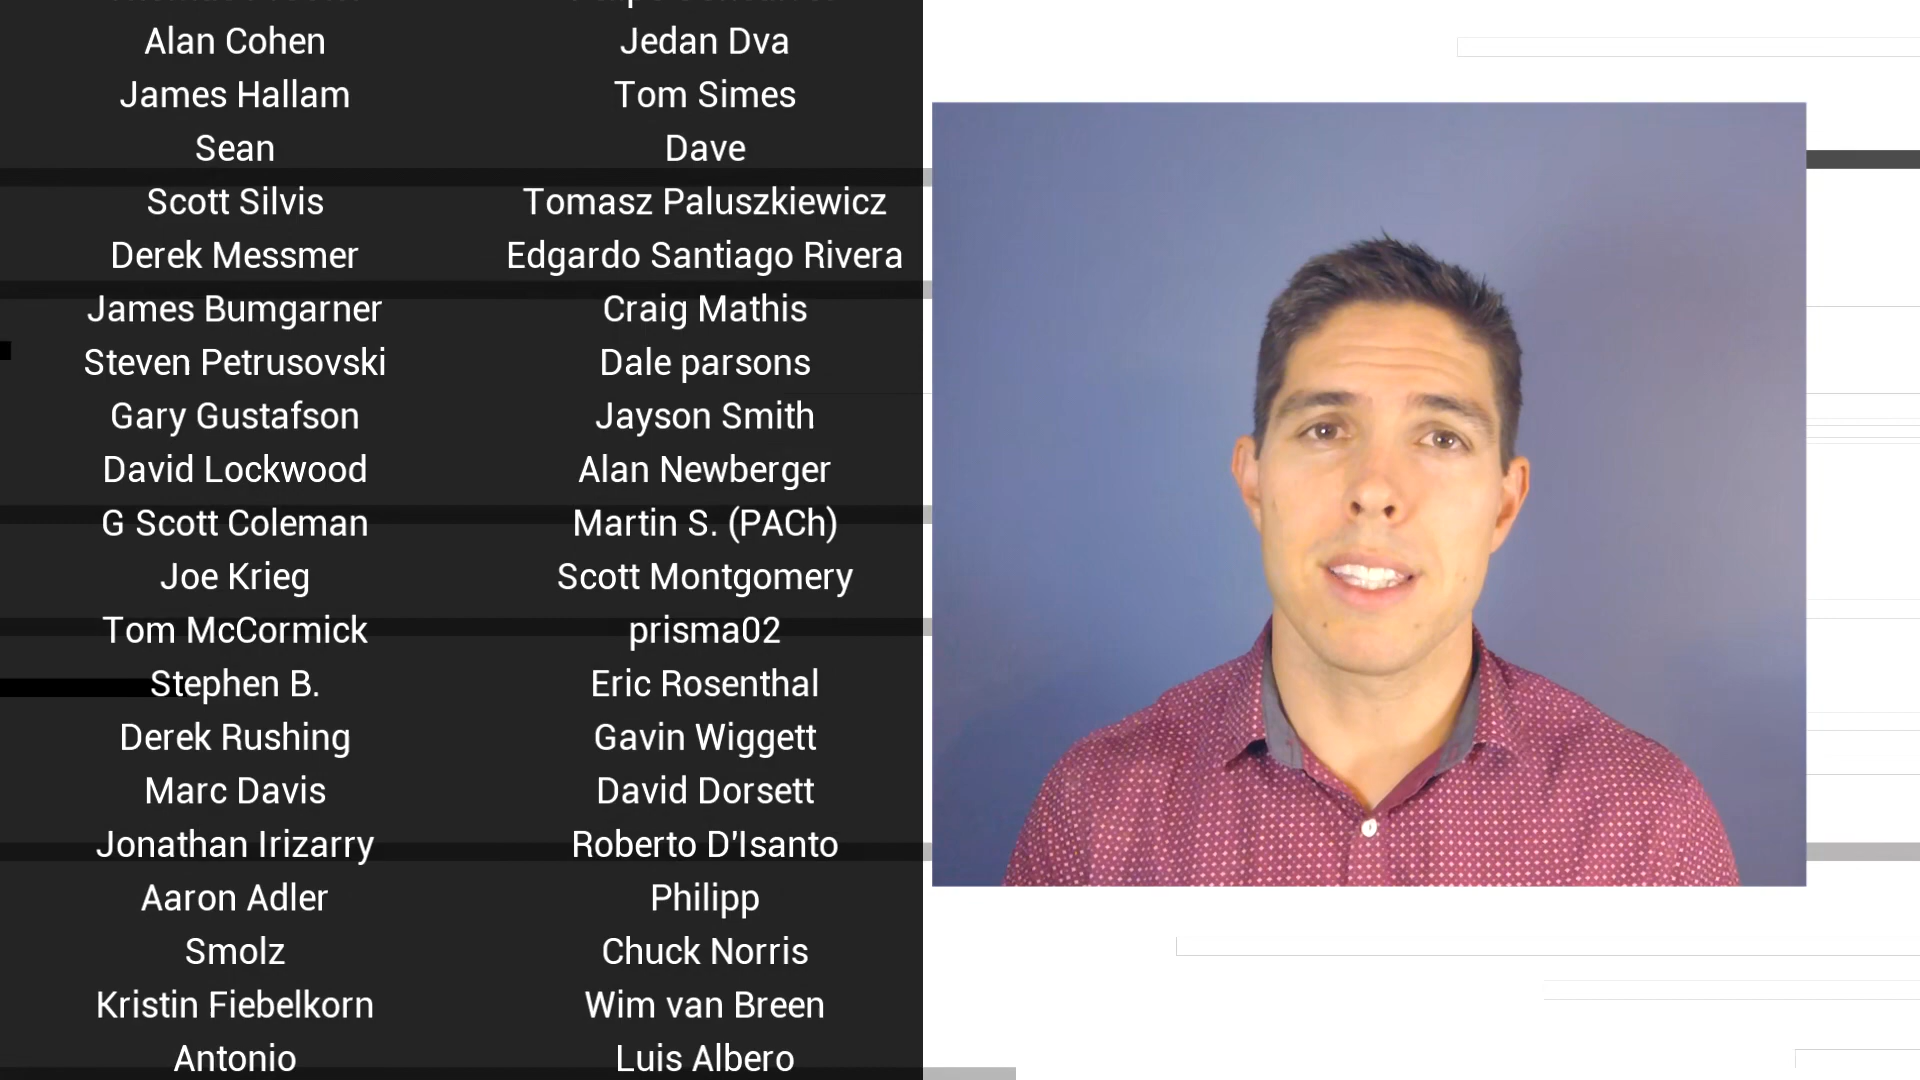 Alan Cohen
James Hallam
Sean
Scott Silvis
Derek Messmer
James Bumgarner
Steven Petrusovski
Gary Gustafson
David Lockwood
G Scott Coleman
Joe Krieg
Tom McCormick
Stephen B.
Derek Rushing
Marc Davis
Jonathan Irizarry
Aaron Adler
Smolz
Kristin Fiebelkorn
Antonio
Jedan Dva
Tom Simes
Dave
Tomasz Paluszkiewicz
Edgardo Santiago Rivera
Craig Mathis
Dale parsons
Jayson Smith
Alan Newberger
Martin S. (PACh)
Scott Montgomery
prisma02
Eric Rosenthal
Gavin Wiggett
David Dorsett
Roberto D'Isanto
Philipp
Chuck Norris
Wim van Breen
Luis Albero